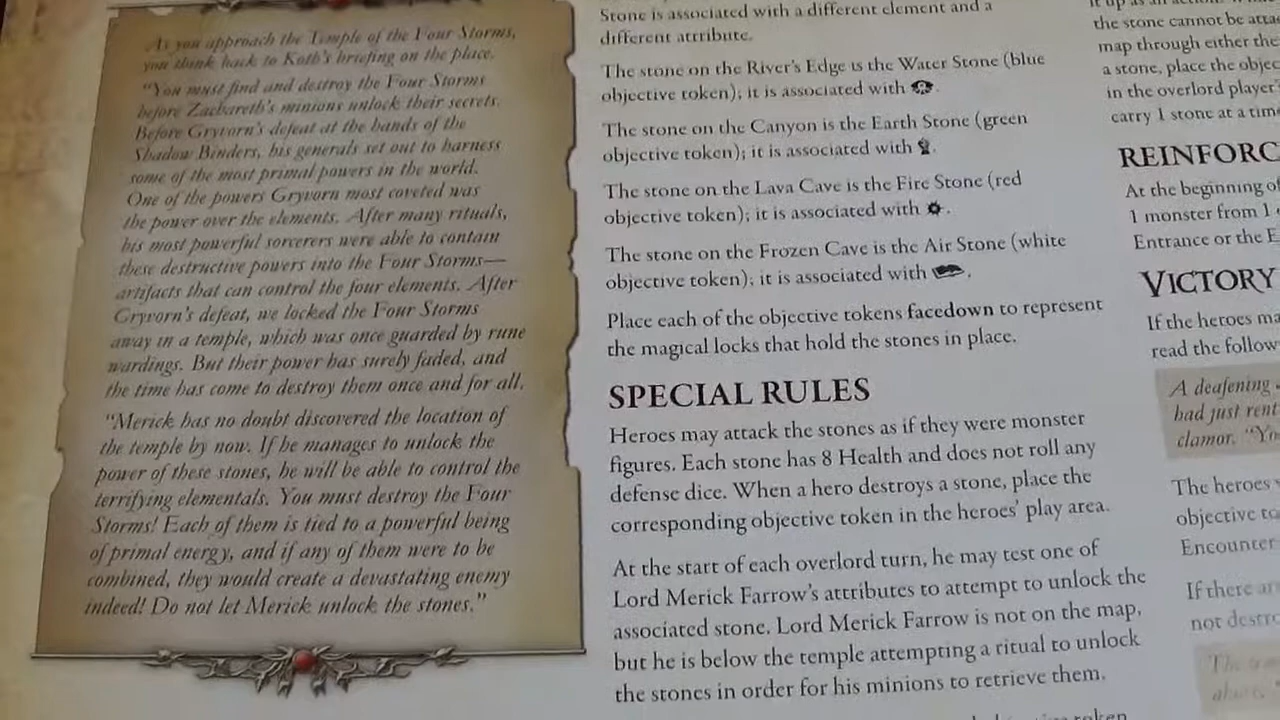 As you approach the Temple of the Four Storms,
you think back to Koth's briefing on the place.
"You must find and destroy the Four Storms
before Zachareth's minions unlock their secrets.
Before Gryvorn's defeat at the hands of the
Shadow Binders, his generals set out to harness
some of the most primal powers in the world.
One of the powers Gryvorn most coveted was
the power over the elements. After many rituals,
his most powerful sorcerers were able to contain
these destructive powers into the Four Storms—
artifacts that can control the four elements. After
Gryvorn's defeat, we locked the Four Storms
away in a temple, which was once guarded by rune
wardings. But their power has surely faded, and
the time has come to destroy them once and for all.
"Merick has no doubt discovered the location of
the temple by now. If he manages to unlock the
power of these stones, he will be able to control the
terrifying elementals. You must destroy the Four
Storms! Each of them is tied to a powerful being
of primal energy, and if any of them were to be
combined, they would create a devastating enemy
indeed! Do not let Merick unlock the stones."
Stone is associated with a different element and a
different attribute.
The stone on the River's Edge is the Water Stone (blue
objective token); it is associated with .
The stone on the Canyon is the Earth Stone (green
objective token); it is associated with .
The stone on the Lava Cave is the Fire Stone (red
objective token); it is associated with .
The stone on the Frozen Cave is the Air Stone (white
objective token); it is associated with .
Place each of the objective tokens facedown to represent
the magical locks that hold the stones in place.
SPECIAL RULES
Heroes may attack the stones as if they were monster
figures. Each stone has 8 Health and does not roll any
defense dice. When a hero destroys a stone, place the
corresponding objective token in the heroes' play area.
At the start of each overlord turn, he may test one of
Lord Merick Farrow's attributes to attempt to unlock the
associated stone. Lord Merick Farrow is not on the map,
but he is below the temple attempting a ritual to unlock
the stones in order for his minions to retrieve them.
the stone cannot be
map through either the
a stone, place the
in the overlord player
carry 1 stone at a time
REINFORC
At the beginning of
1 monster from 1
Entrance or the E
VICTORY
If the heroes
read the follow
A deafening
had just rent
clamor.
The heroes
objective
Encounter
If there
not